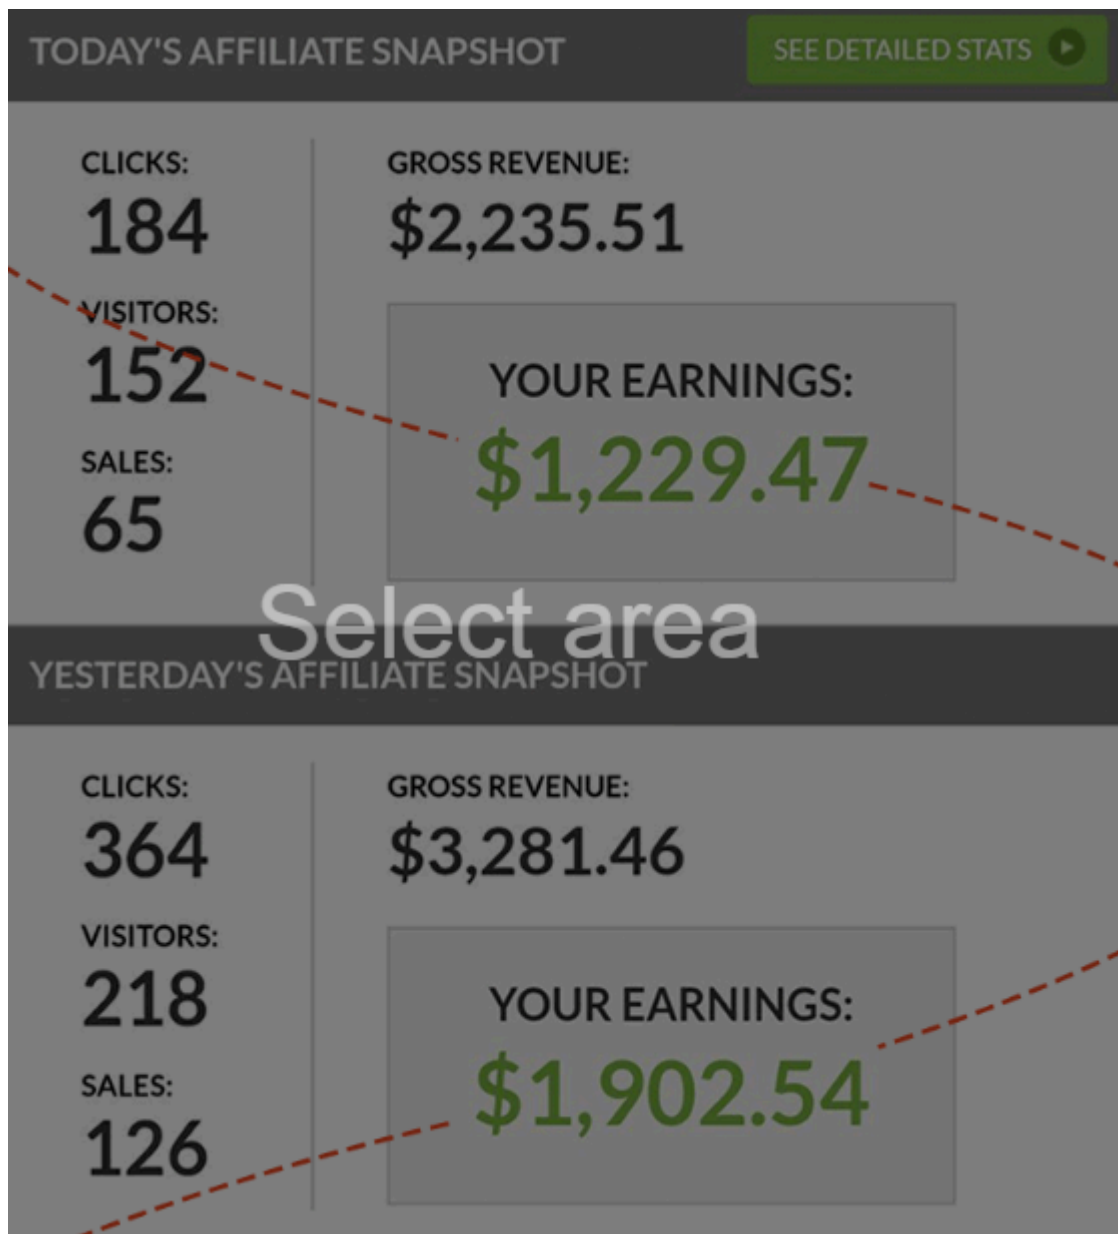 TODAY'S AFFILIATE SNAPSHOT
SEE DETAILED STATS
CLICKS:
184
VISITORS:
152
SALES:
65
GROSS REVENUE:
$2,235.51
YOUR EARNINGS:
$1,229.47
Select area
YESTERDAY'S AFFILIATE SNAPSHOT
CLICKS:
364
VISITORS:
218
SALES:
126
GROSS REVENUE:
$3,281.46
YOUR EARNINGS:
$1,902.54